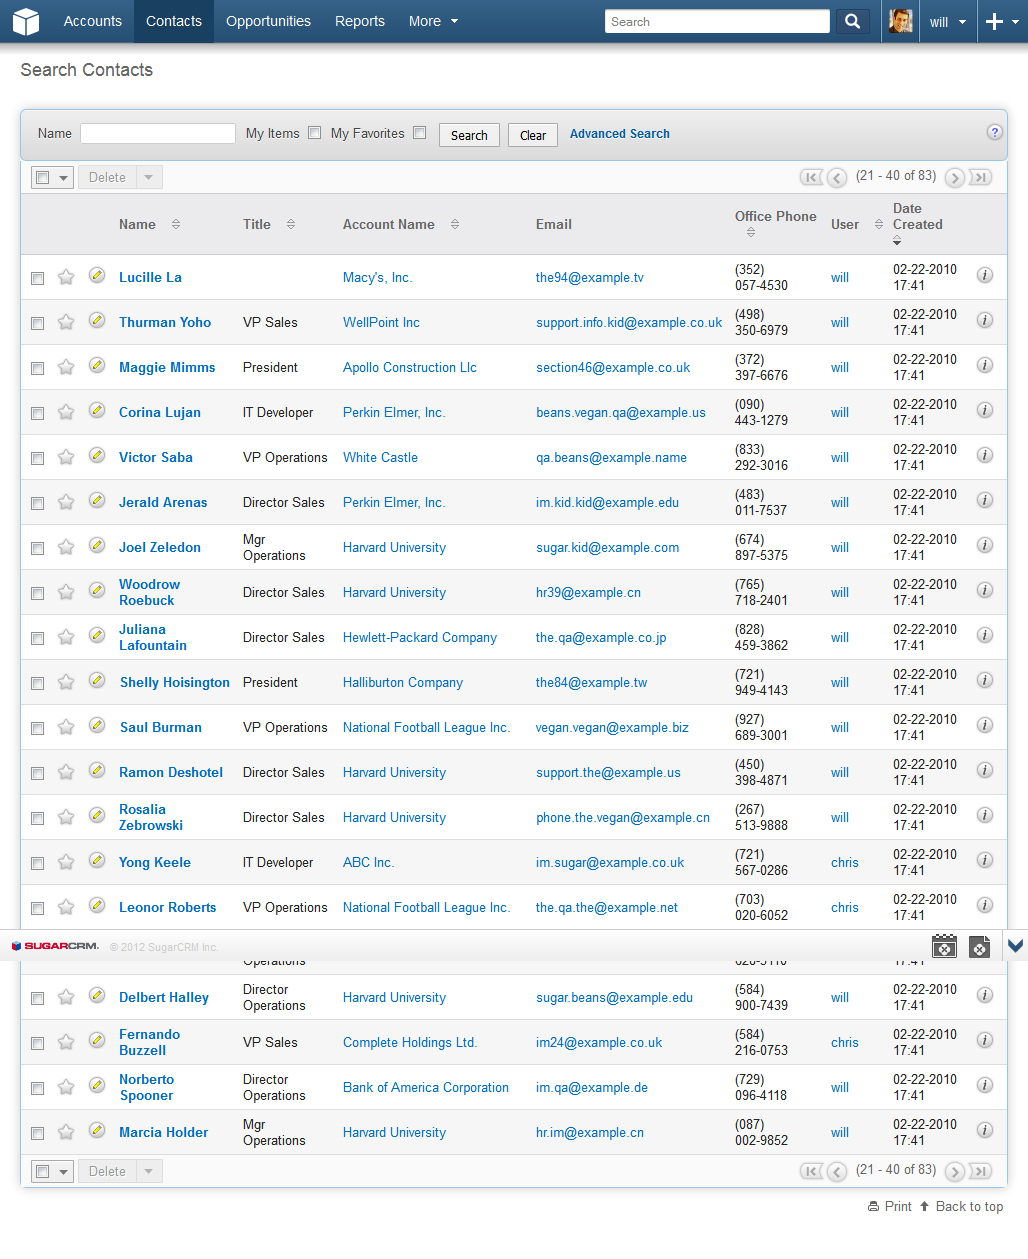 Accounts Contacts Opportunities Reports More Search will
Search Contacts
Name My Items My Favorites Search Clear Advanced Search ?
Delete (21 - 40 of 83)
Name Title Account Name Email Office Phone User Date Created
Lucille La Macy's, Inc. the94@example.tv (352) 057-4530 will 02-22-2010 17:41
Thurman Yoho VP Sales WellPoint Inc support.info.kid@example.co.uk (498) 350-6979 will 02-22-2010 17:41
Maggie Mimms President Apollo Construction Llc section46@example.co.uk (372) 397-6676 will 02-22-2010 17:41
Corina Lujan IT Developer Perkin Elmer, Inc. beans.vegan.qa@example.us (090) 443-1279 will 02-22-2010 17:41
Victor Saba VP Operations White Castle qa.beans@example.name (833) 292-3016 will 02-22-2010 17:41
Jerald Arenas Director Sales Perkin Elmer, Inc. im.kid.kid@example.edu (483) 011-7537 will 02-22-2010 17:41
Joel Zeledon Mgr Operations Harvard University sugar.kid@example.com (674) 897-5375 will 02-22-2010 17:41
Woodrow Roebuck Director Sales Harvard University hr39@example.cn (765) 718-2401 will 02-22-2010 17:41
Juliana Lafountain Director Sales Hewlett-Packard Company the.qa@example.co.jp (828) 459-3862 will 02-22-2010 17:41
Shelly Hoisington President Halliburton Company the84@example.tw (721) 949-4143 will 02-22-2010 17:41
Saul Burman VP Operations National Football League Inc. vegan.vegan@example.biz (927) 689-3001 will 02-22-2010 17:41
Ramon Deshotel Director Sales Harvard University support.the@example.us (450) 398-4871 will 02-22-2010 17:41
Rosalia Zebrowski Director Sales Harvard University phone.the.vegan@example.cn (267) 513-9888 will 02-22-2010 17:41
Yong Keele IT Developer ABC Inc. im.sugar@example.co.uk (721) 567-0286 chris 02-22-2010 17:41
Leonor Roberts VP Operations National Football League Inc. the.qa.the@example.net (703) 020-6052 chris 02-22-2010 17:41
SUGARCRM. © 2012 SugarCRM Inc.
Operations 17:41
Delbert Halley Director Operations Harvard University sugar.beans@example.edu (584) 900-7439 will 02-22-2010 17:41
Fernando Buzzell VP Sales Complete Holdings Ltd. im24@example.co.uk (584) 216-0753 chris 02-22-2010 17:41
Norberto Spooner Director Operations Bank of America Corporation im.qa@example.de (729) 096-4118 will 02-22-2010 17:41
Marcia Holder Mgr Operations Harvard University hr.im@example.cn (087) 002-9852 will 02-22-2010 17:41
Delete (21 - 40 of 83)
Print Back to top